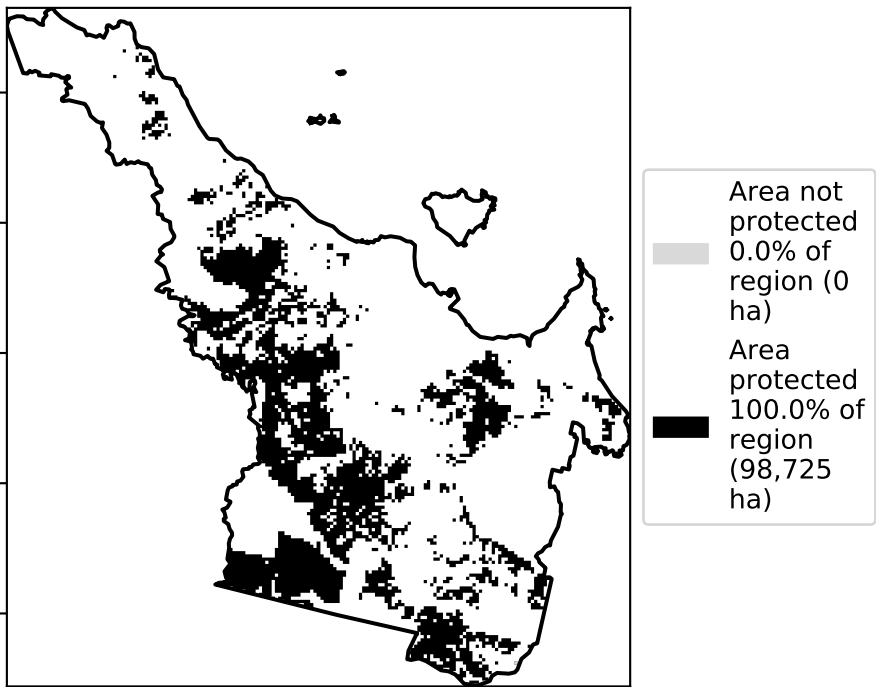 Area not
protected
0.0% of
region (0
ha)
Area
protected
100.0% of
region
(98,725
ha)